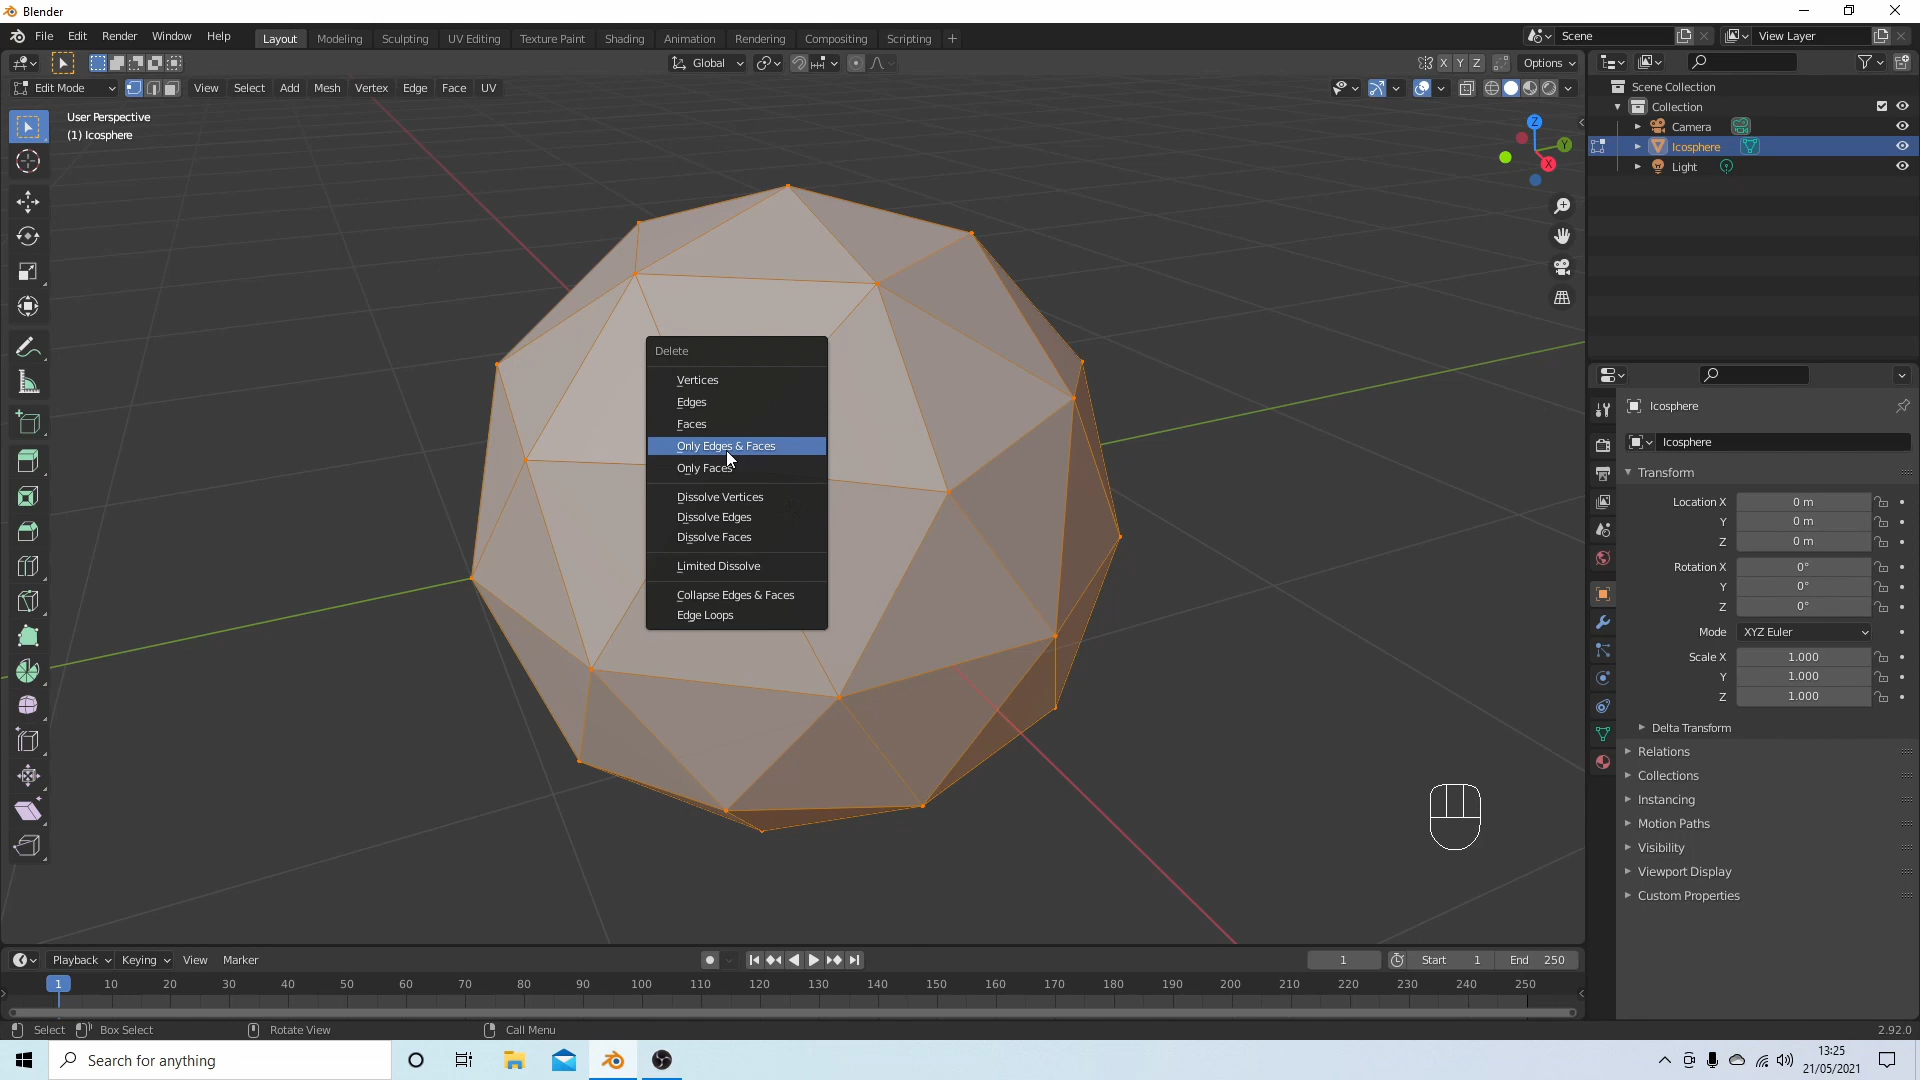 Blender
File Edit Render Window Help Layout Modeling Sculpting UV Editing Texture Paint Shading Animation Rendering Compositing Scripting + Scene View Layer
Global X Y Z Options
Edit Mode View Select Add Mesh Vertex Edge Face UV
User Perspective
(1) Icosphere
Z
Y
X
Scene Collection
Collection
Camera
Icosphere
Light
Delete
Vertices
Edges
Faces
Only Edges & Faces
Only Faces
Dissolve Vertices
Dissolve Edges
Dissolve Faces
Limited Dissolve
Collapse Edges & Faces
Edge Loops
Icosphere
Icosphere
Transform
Location X 0 m
Y 0 m
Z 0 m
Rotation X 0°
Y 0°
Z 0°
Mode XYZ Euler
Scale X 1.000
Y 1.000
Z 1.000
Delta Transform
Relations
Collections
Instancing
Motion Paths
Visibility
Viewport Display
Custom Properties
Playback Keying View Marker 1 Start 1 End 250
1 10 20 30 40 50 60 70 80 90 100 110 120 130 140 150 160 170 180 190 200 210 220 230 240 250
Select Box Select Rotate View Call Menu 2.92.0
Search for anything
13:25
21/05/2021